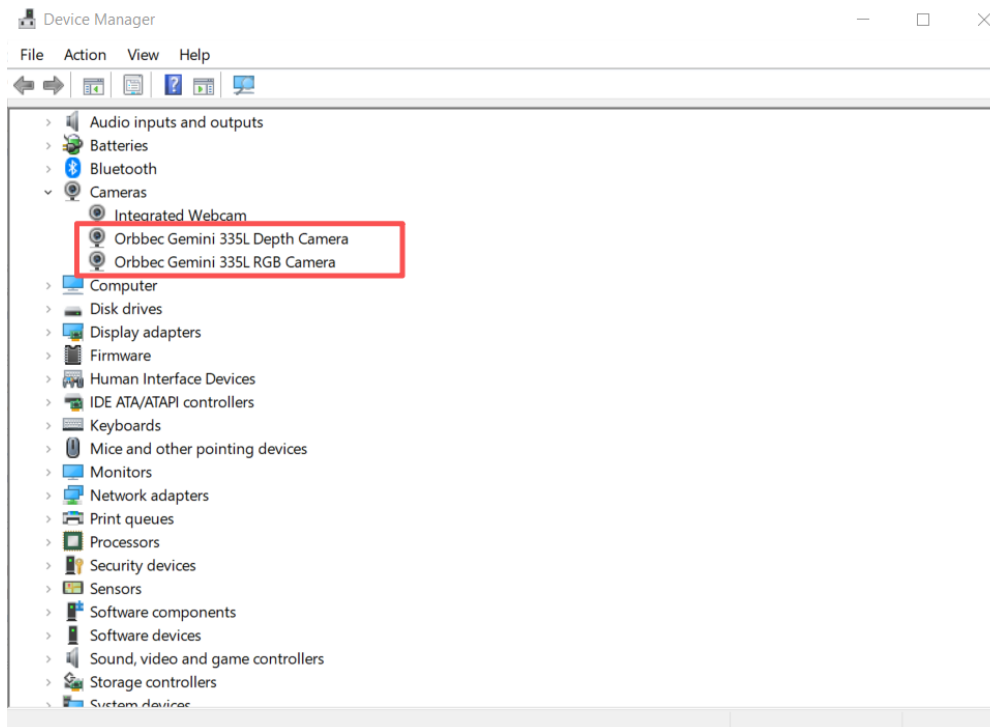 Device Manager
File Action View Help
Audio inputs and outputs
Batteries
Bluetooth
Cameras
Integrated Webcam
Orbbec Gemini 335L Depth Camera
Orbbec Gemini 335L RGB Camera
Computer
Disk drives
Display adapters
Firmware
Human Interface Devices
IDE ATA/ATAPI controllers
Keyboards
Mice and other pointing devices
Monitors
Network adapters
Print queues
Processors
Security devices
Sensors
Software components
Software devices
Sound, video and game controllers
Storage controllers
System devices